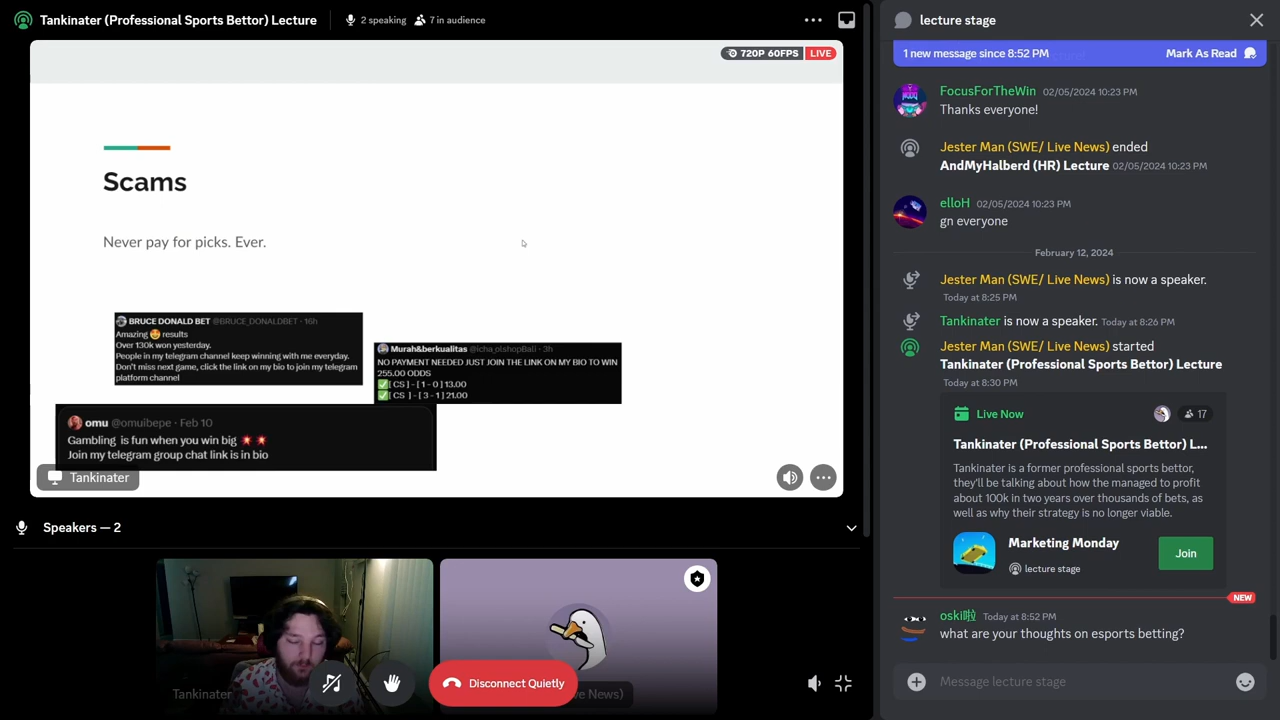 Tankinater (Professional Sports Bettor) Lecture
2 speaking
7 in audience
720P 60FPS
LIVE
Scams
Never pay for picks. Ever.
BRUCE DONALD BET @BRUCE_DONALDBET · 16h
Amazing 🤩 results
Over 130k won yesterday.
People in my telegram channel keep winning with me everyday.
Don't miss next game, click the link on my bio to join my telegram
platform channel
Murah&berkualitas @icha_olshopBali · 3h
NO PAYMENT NEEDED JUST JOIN THE LINK ON MY BIO TO WIN
255.00 ODDS
✅[ CS ] - [ 1 - 0 ] 13.00
✅[ CS ] - [ 3 - 1 ] 21.00
omu @omuibepe · Feb 10
Gambling is fun when you win big 💥 💥
Join my telegram group chat link is in bio
Tankinater
Speakers — 2
Tankinater
Disconnect Quietly
e News)
lecture stage
1 new message since 8:52 PM
Mark As Read
FocusForTheWin 02/05/2024 10:23 PM
Thanks everyone!
Jester Man (SWE/ Live News) ended
AndMyHalberd (HR) Lecture 02/05/2024 10:23 PM
elloH 02/05/2024 10:23 PM
gn everyone
February 12, 2024
Jester Man (SWE/ Live News) is now a speaker.
Today at 8:25 PM
Tankinater is now a speaker. Today at 8:26 PM
Jester Man (SWE/ Live News) started
Tankinater (Professional Sports Bettor) Lecture
Today at 8:30 PM
Live Now
17
Tankinater (Professional Sports Bettor) L...
Tankinater is a former professional sports bettor,
they'll be talking about how the managed to profit
about 100k in two years over thousands of bets, as
well as why their strategy is no longer viable.
Marketing Monday
lecture stage
Join
NEW
oski啦 Today at 8:52 PM
what are your thoughts on esports betting?
Message lecture stage